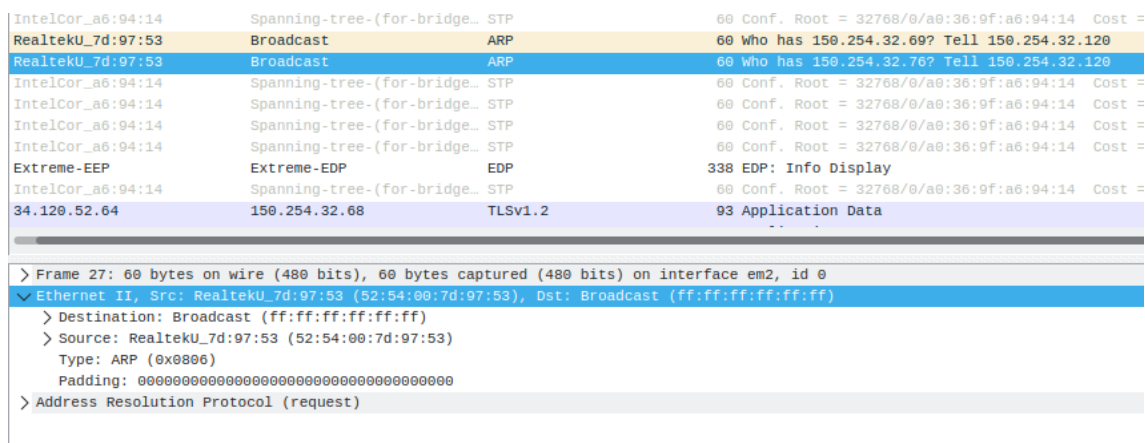 IntelCor_a6:94:14 Spanning-tree-(for-bridge… STP 60 Conf. Root = 32768/0/a0:36:9f:a6:94:14 Cost =
RealtekU_7d:97:53 Broadcast ARP 60 Who has 150.254.32.69? Tell 150.254.32.120
RealtekU_7d:97:53 Broadcast ARP 60 Who has 150.254.32.76? Tell 150.254.32.120
IntelCor_a6:94:14 Spanning-tree-(for-bridge… STP 60 Conf. Root = 32768/0/a0:36:9f:a6:94:14 Cost =
IntelCor_a6:94:14 Spanning-tree-(for-bridge… STP 60 Conf. Root = 32768/0/a0:36:9f:a6:94:14 Cost =
IntelCor_a6:94:14 Spanning-tree-(for-bridge… STP 60 Conf. Root = 32768/0/a0:36:9f:a6:94:14 Cost =
IntelCor_a6:94:14 Spanning-tree-(for-bridge… STP 60 Conf. Root = 32768/0/a0:36:9f:a6:94:14 Cost =
Extreme-EEP Extreme-EDP EDP 338 EDP: Info Display
IntelCor_a6:94:14 Spanning-tree-(for-bridge… STP 60 Conf. Root = 32768/0/a0:36:9f:a6:94:14 Cost =
34.120.52.64 150.254.32.68 TLSv1.2 93 Application Data
Frame 27: 60 bytes on wire (480 bits), 60 bytes captured (480 bits) on interface em2, id 0
Ethernet II, Src: RealtekU_7d:97:53 (52:54:00:7d:97:53), Dst: Broadcast (ff:ff:ff:ff:ff:ff)
Destination: Broadcast (ff:ff:ff:ff:ff:ff)
Source: RealtekU_7d:97:53 (52:54:00:7d:97:53)
Type: ARP (0x0806)
Padding: 000000000000000000000000000000000000
Address Resolution Protocol (request)